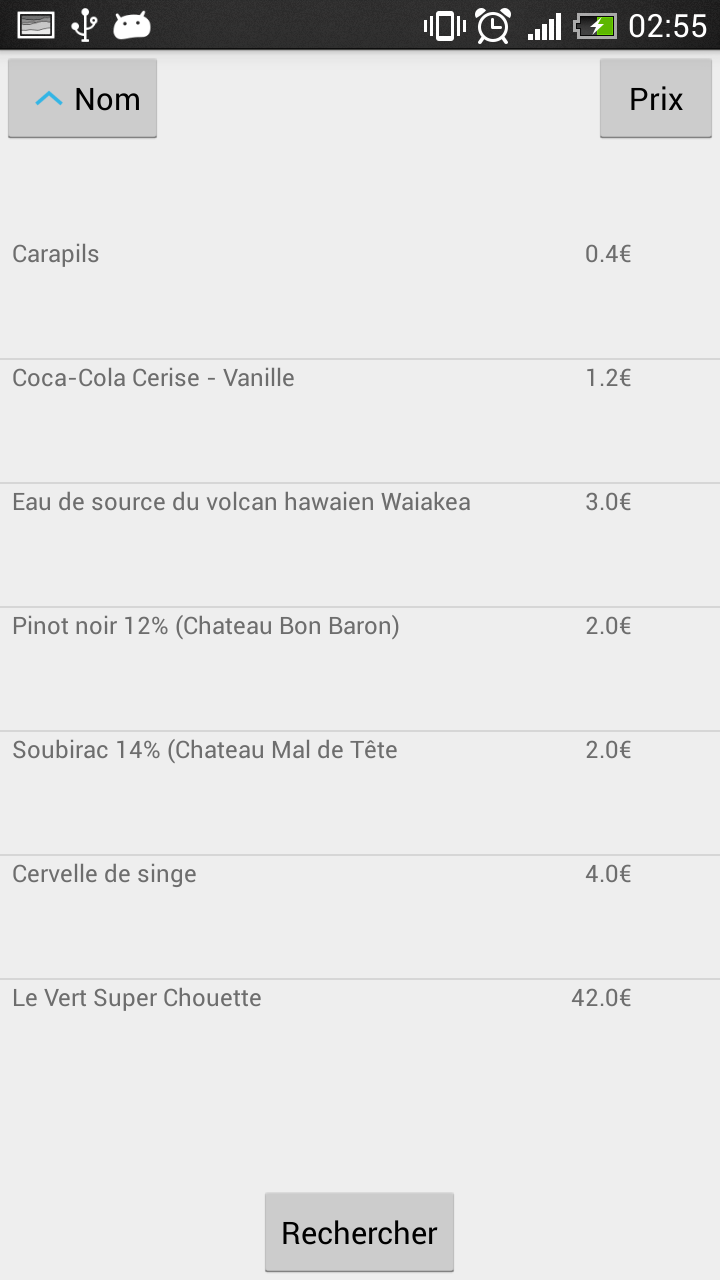 02:55
Nom Prix
Carapils 0.4€
Coca-Cola Cerise - Vanille 1.2€
Eau de source du volcan hawaien Waiakea 3.0€
Pinot noir 12% (Chateau Bon Baron) 2.0€
Soubirac 14% (Chateau Mal de Tête 2.0€
Cervelle de singe 4.0€
Le Vert Super Chouette 42.0€
Rechercher